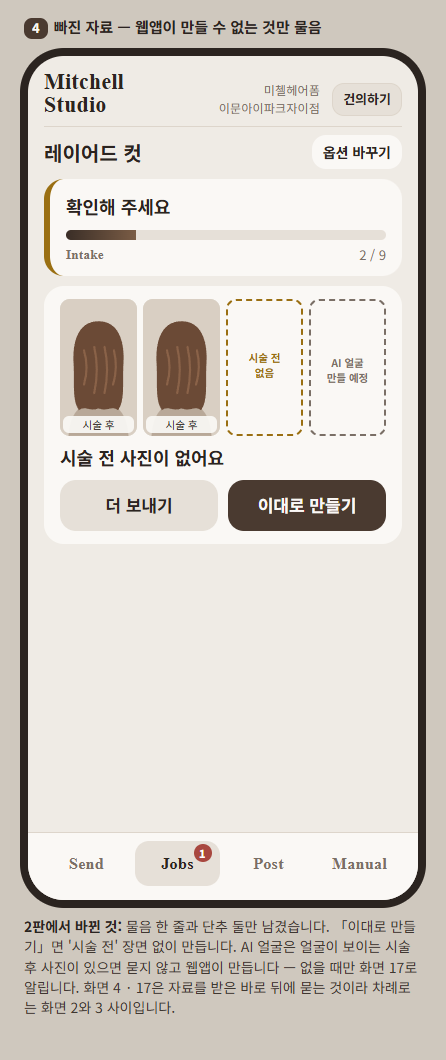 4 빠진 자료 — 웹앱이 만들 수 없는 것만 물음
Mitchell
Studio
미첼헤어폼
이문아이파크자이점
건의하기
레이어드 컷
옵션 바꾸기
확인해 주세요
Intake
2 / 9
시술 후
시술 후
시술 전
없음
AI 얼굴
만들 예정
시술 전 사진이 없어요
더 보내기
이대로 만들기
Send
Jobs
1
Post
Manual
2판에서 바뀐 것: 물음 한 줄과 단추 둘만 남겼습니다. 「이대로 만들
기」면 '시술 전' 장면 없이 만듭니다. AI 얼굴은 얼굴이 보이는 시술
후 사진이 있으면 묻지 않고 웹앱이 만듭니다 — 없을 때만 화면 17로
알립니다. 화면 4 · 17은 자료를 받은 바로 뒤에 묻는 것이라 차례로
는 화면 2와 3 사이입니다.